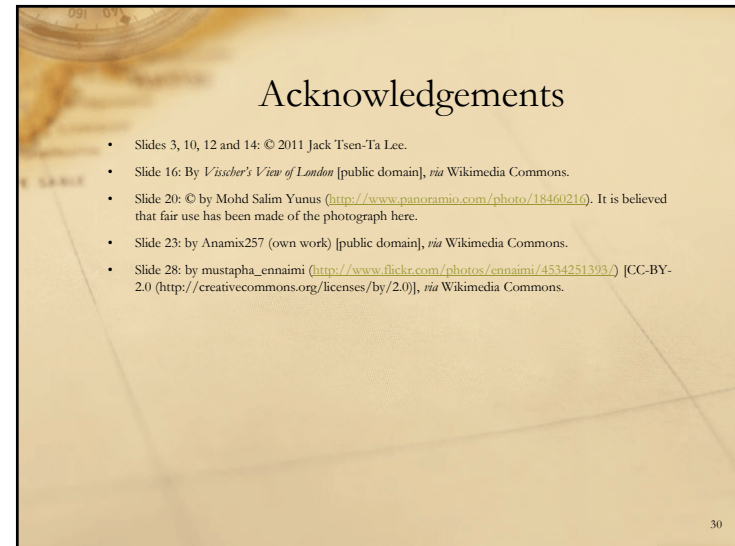 Acknowledgements
• Slides 3, 10, 12 and 14: © 2011 Jack Tsen-Ta Lee.
• Slide 16: By Visscher's View of London [public domain], via Wikimedia Commons.
• Slide 20: © by Mohd Salim Yunus (http://www.panoramio.com/photo/18460216). It is believed
that fair use has been made of the photograph here.
• Slide 23: by Anamix257 (own work) [public domain], via Wikimedia Commons.
• Slide 28: by mustapha_ennaimi (http://www.flickr.com/photos/ennaimi/4534251393/) [CC-BY-
2.0 (http://creativecommons.org/licenses/by/2.0)], via Wikimedia Commons.
30